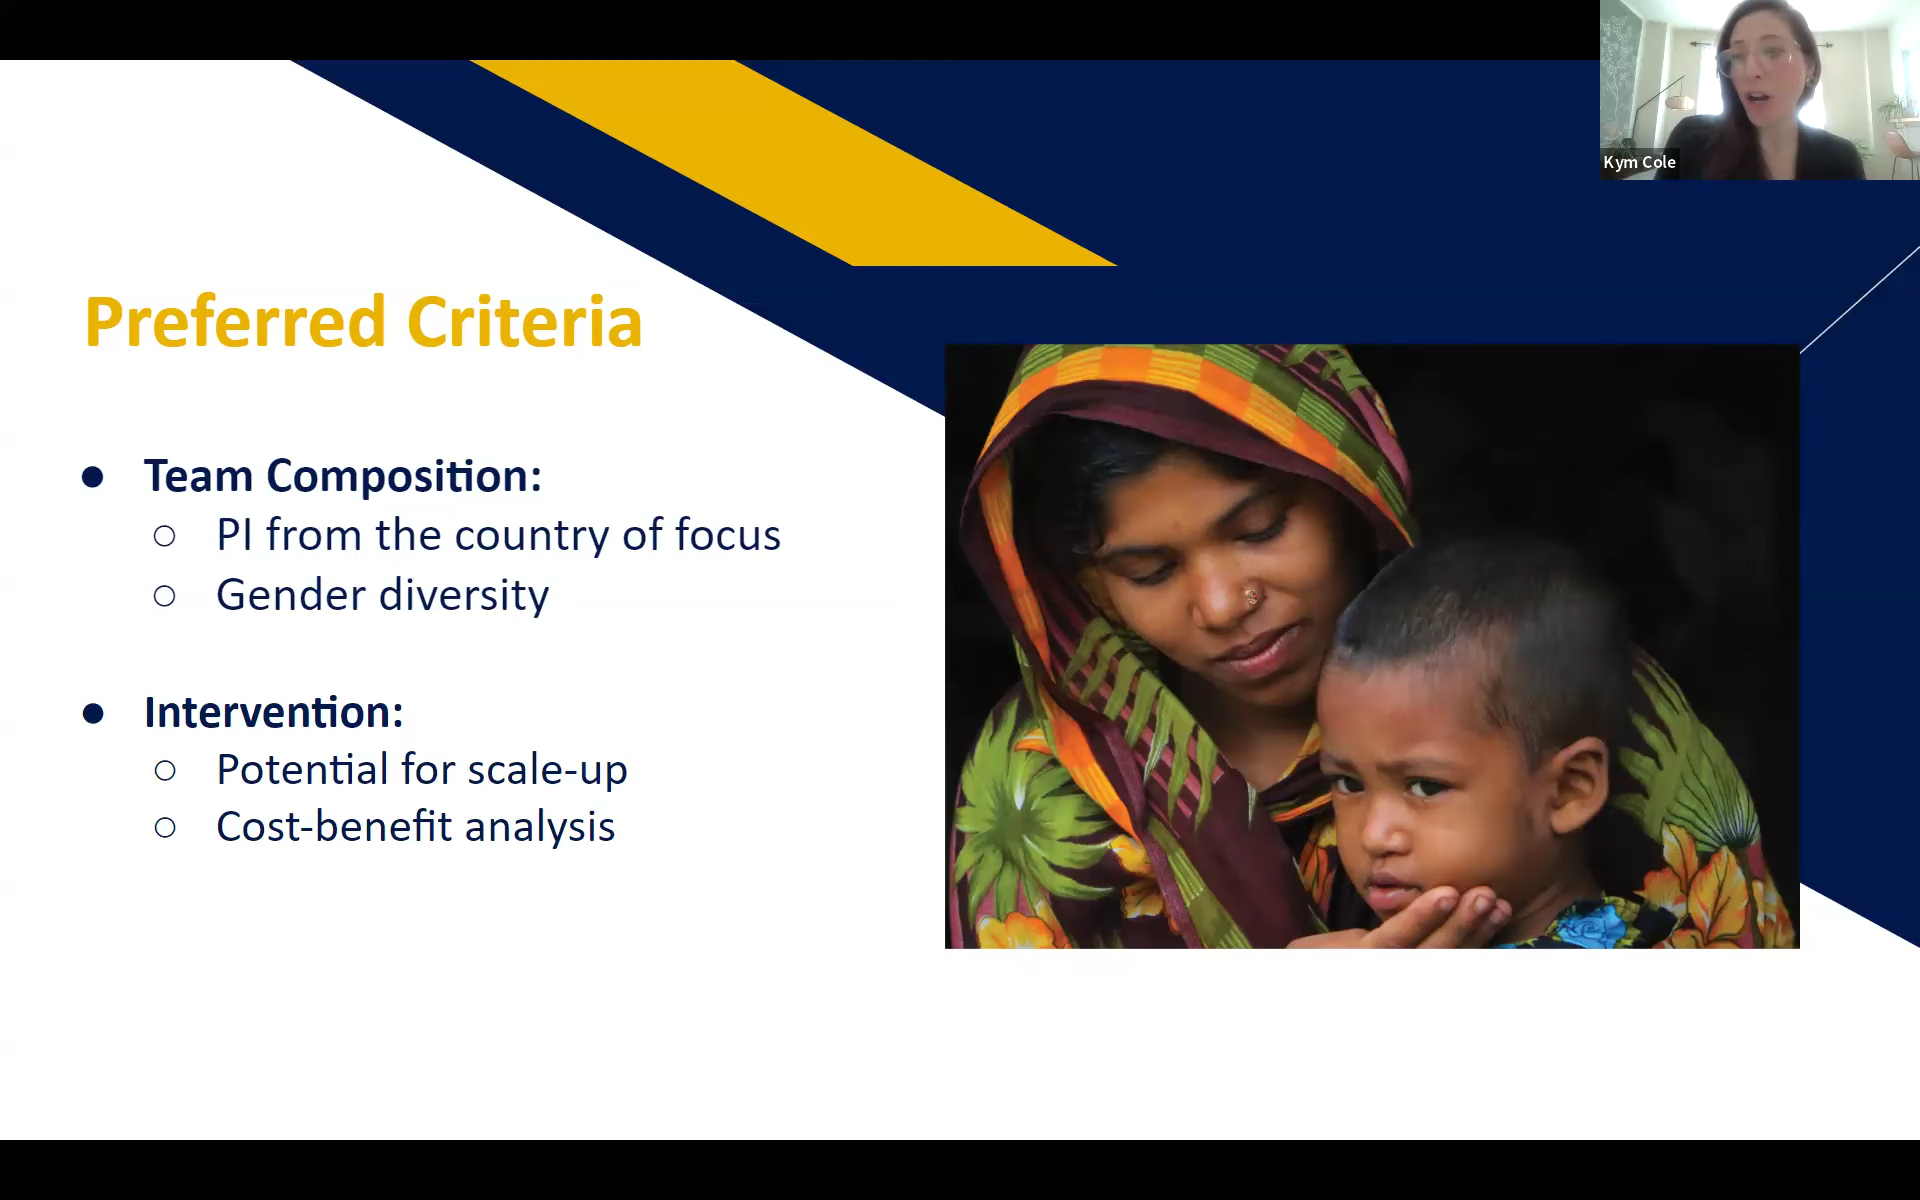 Kym Cole
Preferred Criteria
● Team Composition:
○ PI from the country of focus
○ Gender diversity
● Intervention:
○ Potential for scale-up
○ Cost-benefit analysis